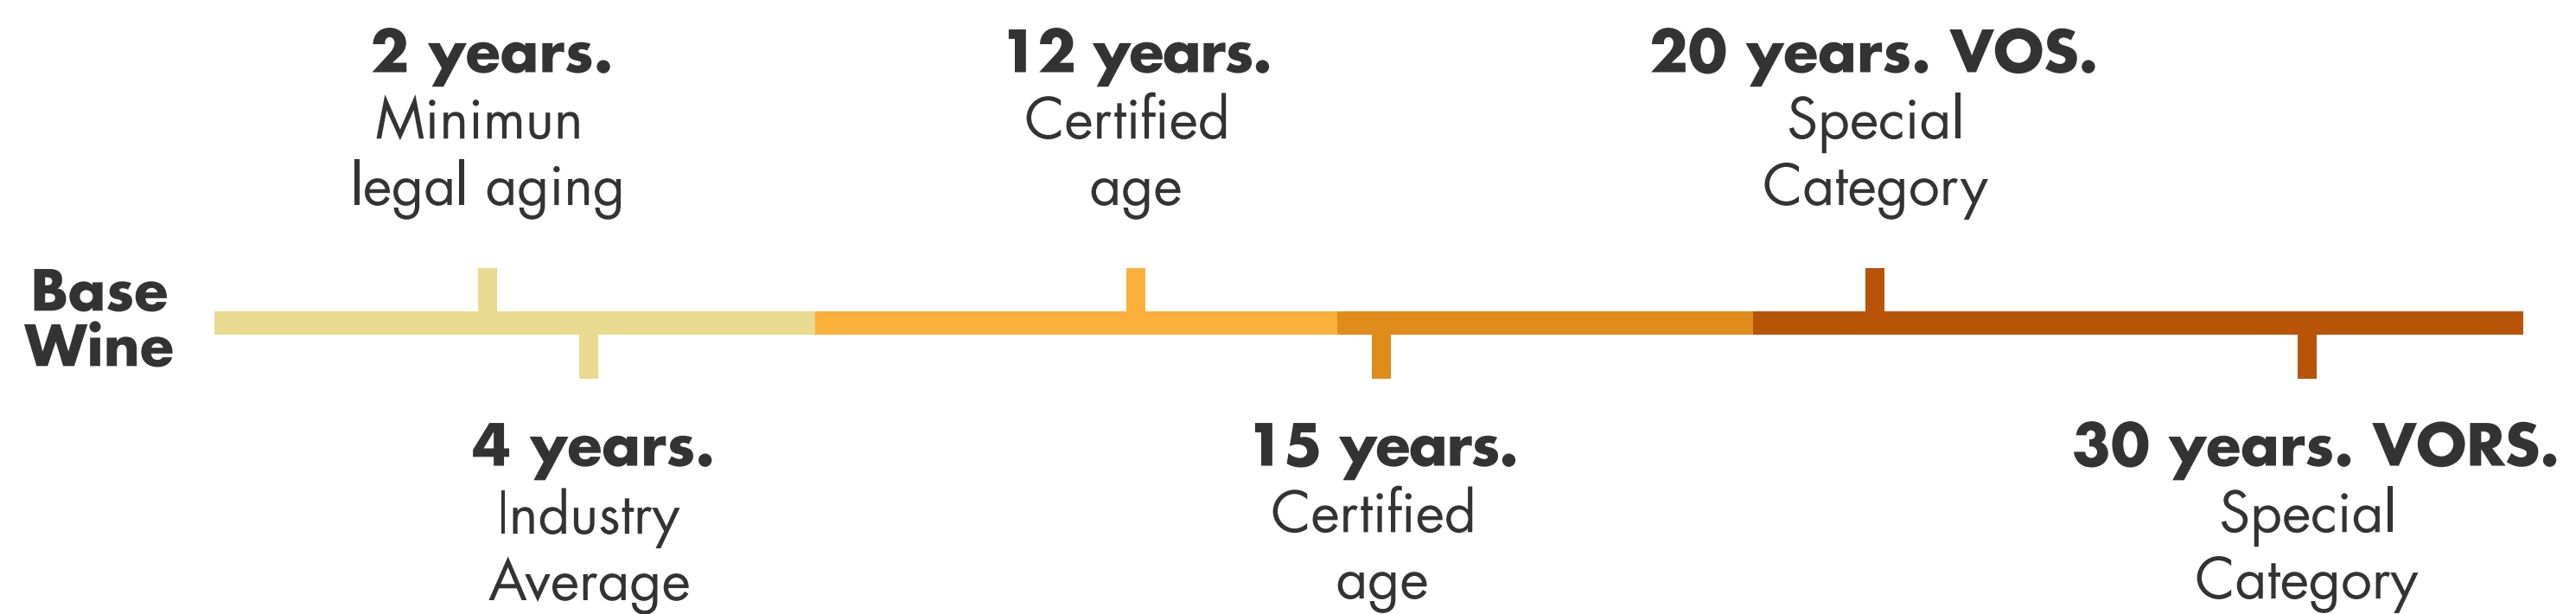 2 years.
Minimun
legal aging
12 years.
Certified
age
20 years. VOS.
Special
Category
Base
Wine
4 years.
Industry
Average
15 years.
Certified
age
30 years. VORS.
Special
Category